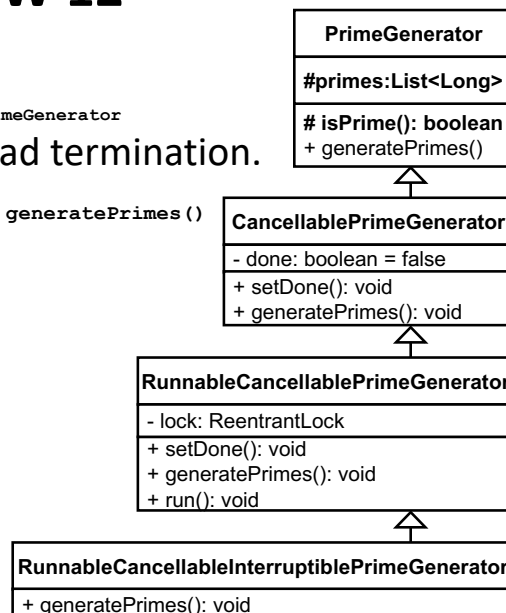 PrimeGenerator
#primes:List<Long>
meGenerator
# isPrime(): boolean
+ generatePrimes()
ad termination.
generatePrimes()
CancellablePrimeGenerator
- done: boolean = false
+ setDone(): void
+ generatePrimes(): void
RunnableCancellablePrimeGenerator
- lock: ReentrantLock
+ setDone(): void
+ generatePrimes(): void
+ run(): void
RunnableCancellableInterruptiblePrimeGenerator
+ generatePrimes(): void